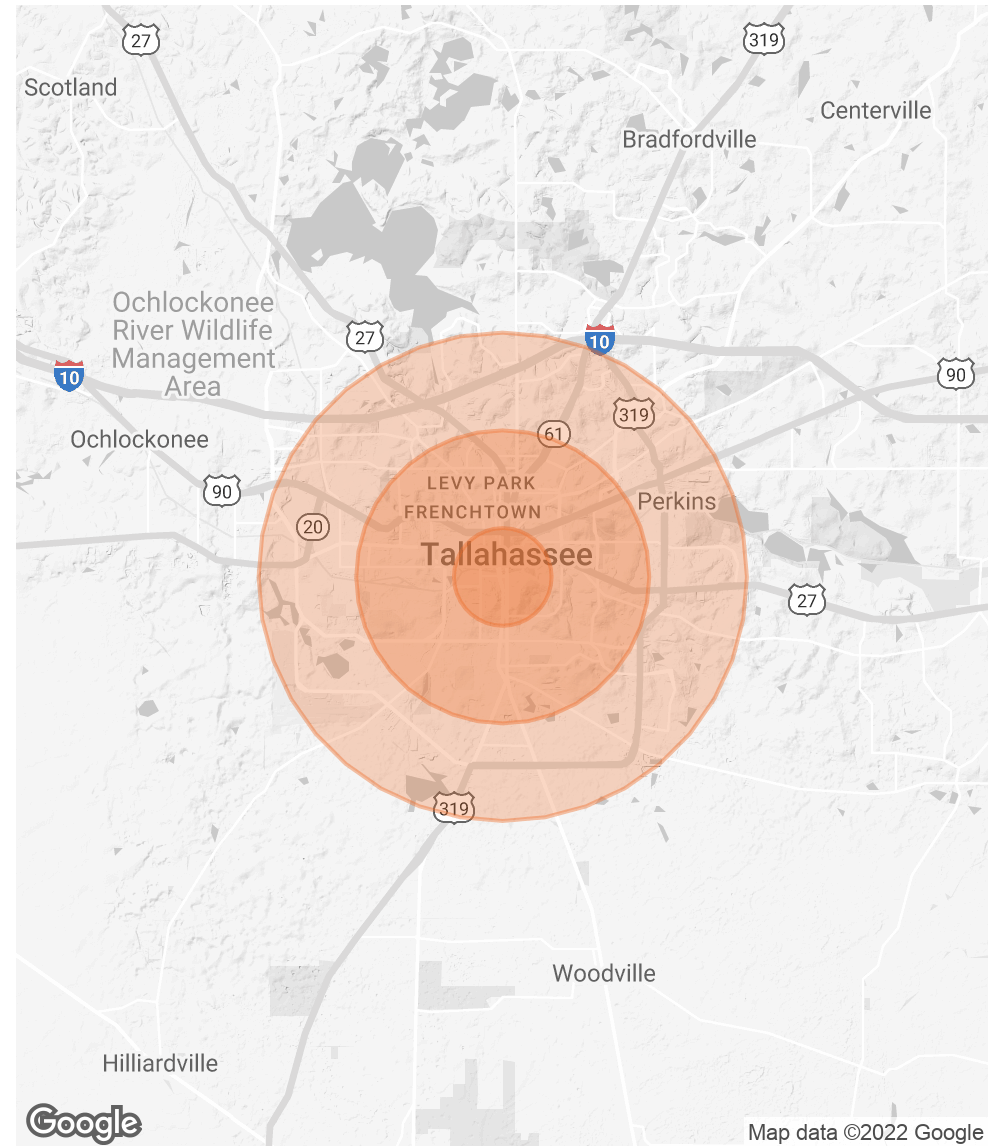 27
319
Scotland
Centerville
Bradfordville
Ochlockonee
River Wildlife
Management
Area
27
10
10
90
319
61
Ochlockonee
LEVY PARK
90
Perkins
FRENCHTOWN
20
Tallahassee
27
319
Woodville
Hilliardville
Google
Map data ©2022 Google